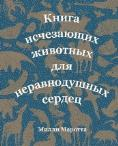 Книга
исчезающих
животных
для
неравнодушных
сердец
Милли Маротта